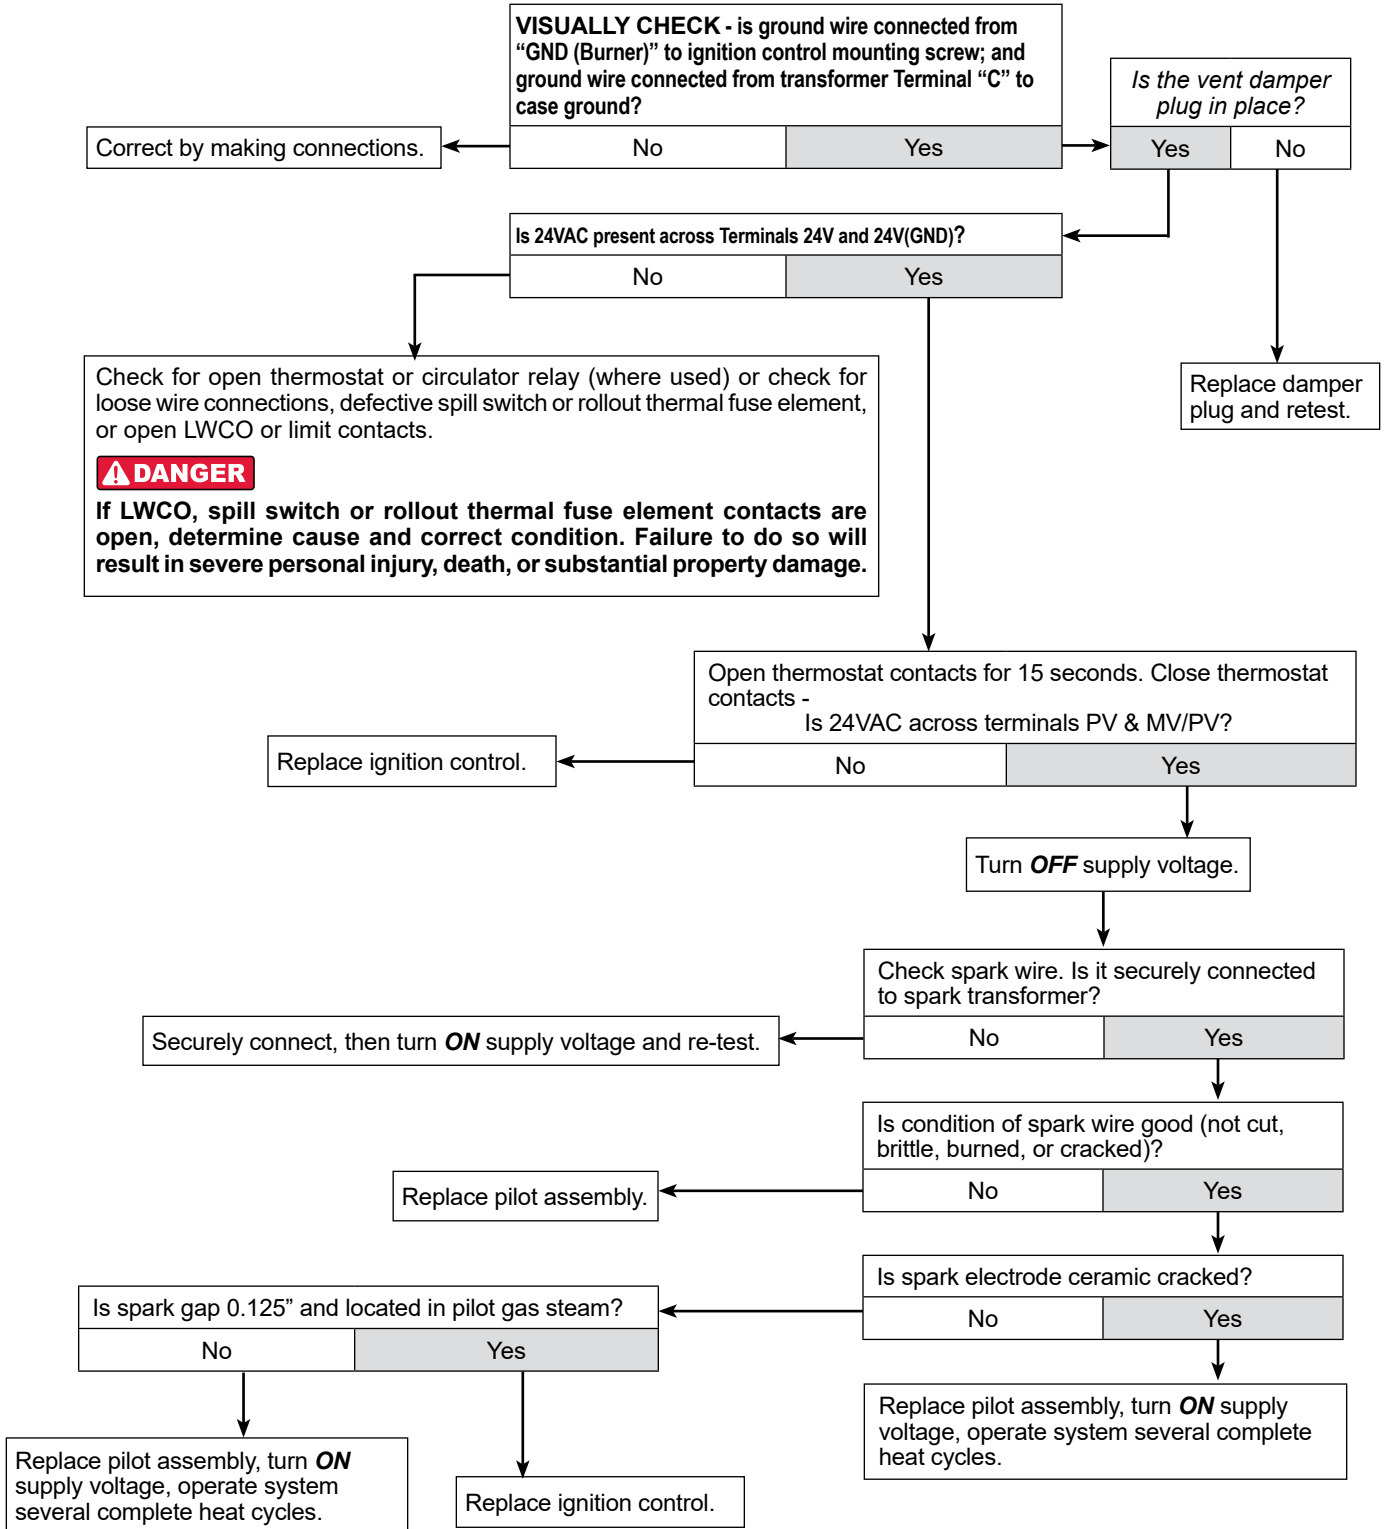 VISUALLY CHECK - is ground wire connected from
“GND (Burner)” to ignition control mounting screw; and
ground wire connected from transformer Terminal “C” to
case ground?
No
Yes
Correct by making connections.
Is the vent damper
plug in place?
Yes
No
Is 24VAC present across Terminals 24V and 24V(GND)?
No
Yes
Replace damper
plug and retest.
Check for open thermostat or circulator relay (where used) or check for
loose wire connections, defective spill switch or rollout thermal fuse element,
or open LWCO or limit contacts.
DANGER
If LWCO, spill switch or rollout thermal fuse element contacts are
open, determine cause and correct condition. Failure to do so will
result in severe personal injury, death, or substantial property damage.
Open thermostat contacts for 15 seconds. Close thermostat
contacts -
Is 24VAC across terminals PV & MV/PV?
No
Yes
Replace ignition control.
Turn OFF supply voltage.
Check spark wire. Is it securely connected
to spark transformer?
No
Yes
Securely connect, then turn ON supply voltage and re-test.
Is condition of spark wire good (not cut,
brittle, burned, or cracked)?
No
Yes
Replace pilot assembly.
Is spark electrode ceramic cracked?
No
Yes
Is spark gap 0.125” and located in pilot gas steam?
No
Yes
Replace pilot assembly, turn ON supply
voltage, operate system several complete
heat cycles.
Replace pilot assembly, turn ON
supply voltage, operate system
several complete heat cycles.
Replace ignition control.